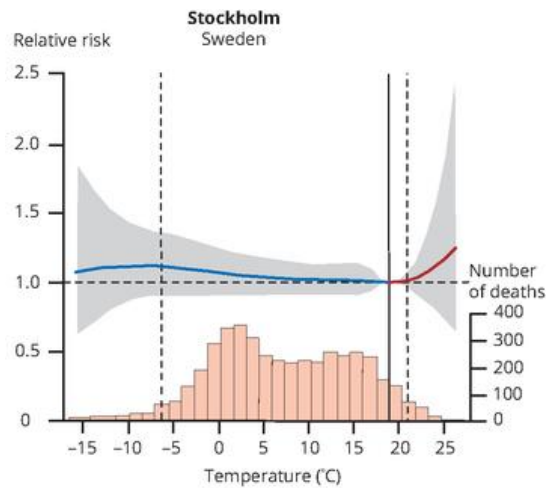 Stockholm
Sweden
Relative risk
2.5
2.0
1.5
1.0
0.5
0
Number
of deaths
400
300
200
100
0
–15 –10 –5 0 5 10 15 20 25
Temperature (˚C)